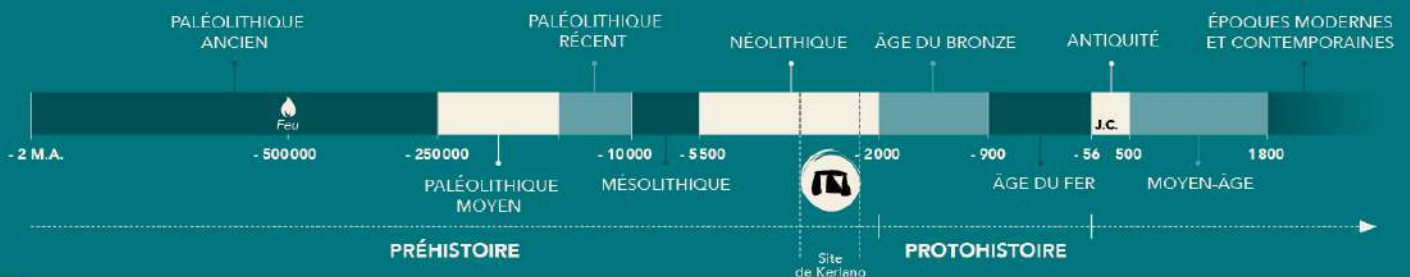 PALÉOLITHIQUE
ANCIEN
PALÉOLITHIQUE
RÉCENT
NÉOLITHIQUE
ÂGE DU BRONZE
ANTIQUITÉ
ÉPOQUES MODERNES
ET CONTEMPORAINES
Feu
J.C.
- 2 M.A.
- 500000
- 250000
- 10000
- 5500
- 2000
- 900
- 56
500
1800
PALÉOLITHIQUE
MOYEN
MÉSOLITHIQUE
ÂGE DU FER
MOYEN-ÂGE
PRÉHISTOIRE
PROTOHISTOIRE
Site
de Kerlano